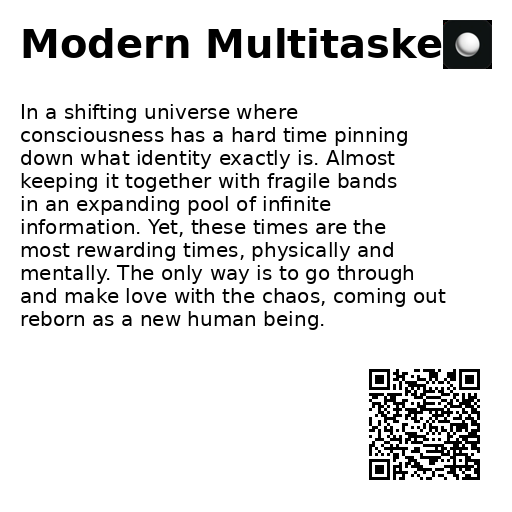 Modern Multitaske
In a shifting universe where
consciousness has a hard time pinning
down what identity exactly is. Almost
keeping it together with fragile bands
in an expanding pool of infinite
information. Yet, these times are the
most rewarding times, physically and
mentally. The only way is to go through
and make love with the chaos, coming out
reborn as a new human being.